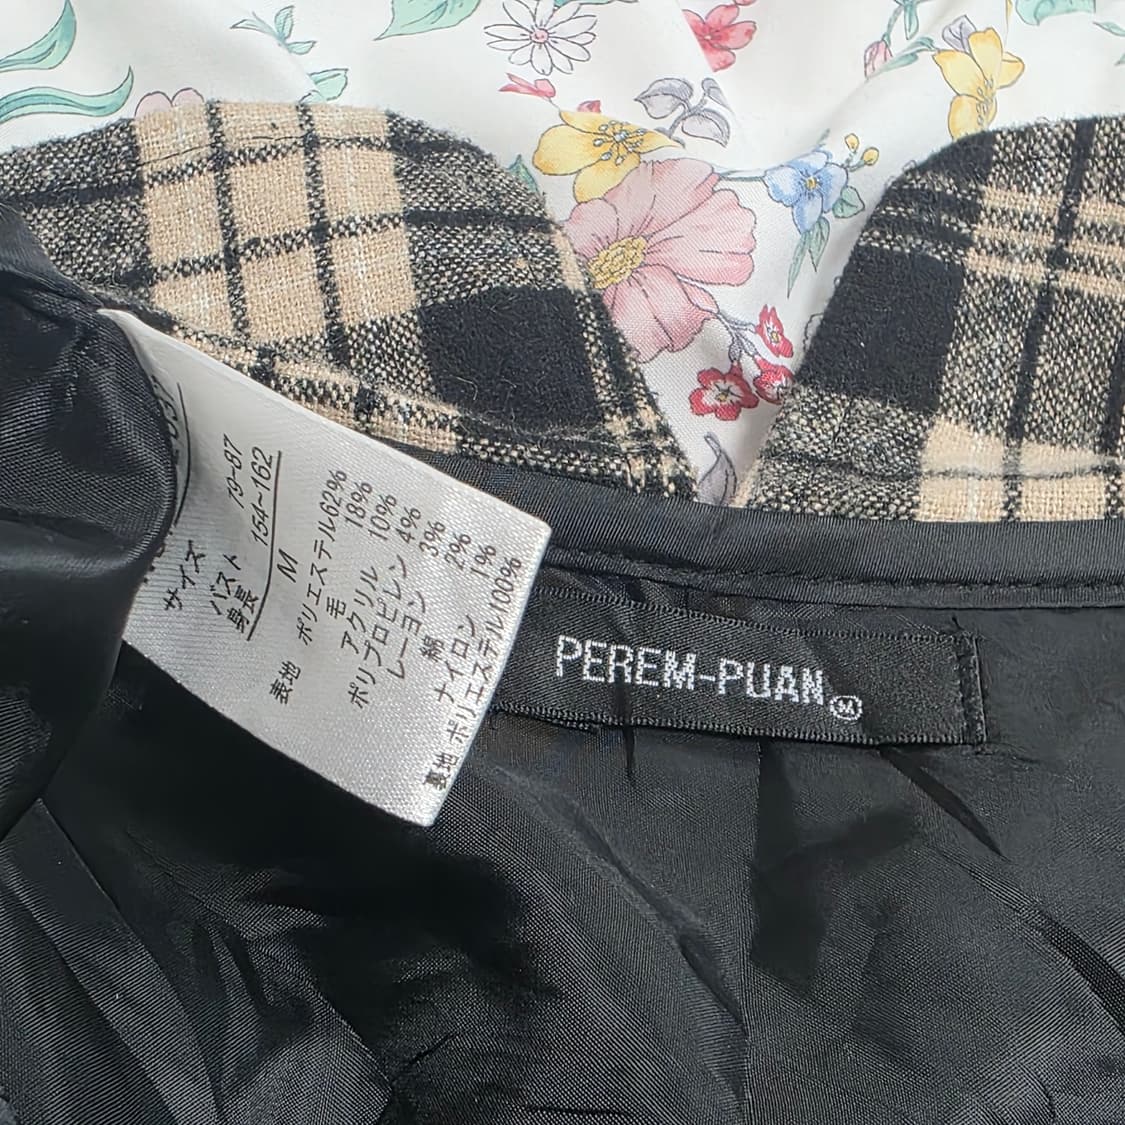 サイズ
バスト 79-87
身長 154~162
M
表地 ポリエステル62%
毛 18%
アクリル 10%
ポリプロピレン 4%
レーヨン 3%
綿 2%
ナイロン 1%
裏地 ポリエステル100%
PEREM-PUAN M